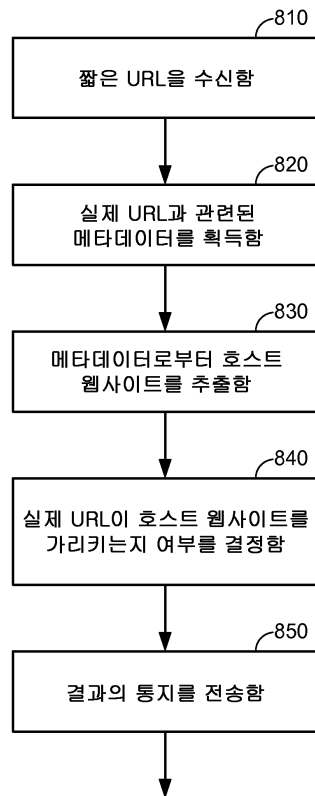 810
짧은 URL을 수신함
820
실제 URL과 관련된
메타데이터를 획득함
830
메타데이터로부터 호스트
웹사이트를 추출함
840
실제 URL이 호스트 웹사이트를
가리키는지 여부를 결정함
850
결과의 통지를 전송함